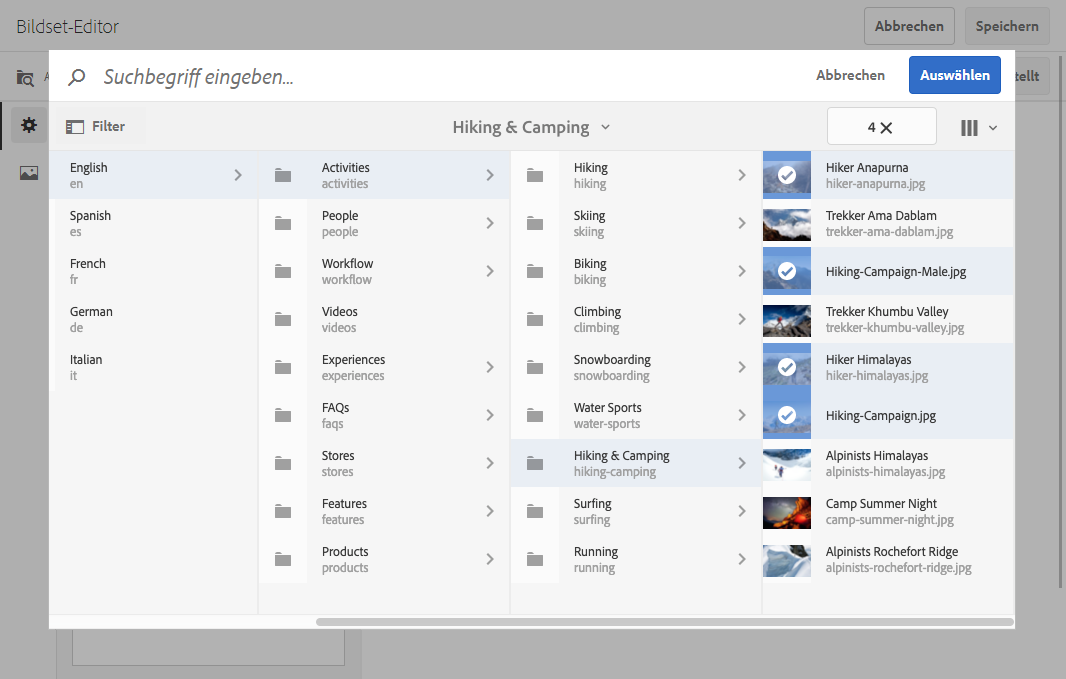 Bildset-Editor
Abbrechen
Speichern
Suchbegriff eingeben...
Abbrechen
Auswählen
Filter
Hiking & Camping
4
English
en
Spanish
es
French
fr
German
de
Italian
it
Activities
activities
People
people
Workflow
workflow
Videos
videos
Experiences
experiences
FAQs
faqs
Stores
stores
Features
features
Products
products
Hiking
hiking
Skiing
skiing
Biking
biking
Climbing
climbing
Snowboarding
snowboarding
Water Sports
water-sports
Hiking & Camping
hiking-camping
Surfing
surfing
Running
running
Hiker Anapurna
hiker-anapurna.jpg
Trekker Ama Dablam
trekker-ama-dablam.jpg
Hiking-Campaign-Male.jpg
Trekker Khumbu Valley
trekker-khumbu-valley.jpg
Hiker Himalayas
hiker-himalayas.jpg
Hiking-Campaign.jpg
Alpinists Himalayas
alpinists-himalayas.jpg
Camp Summer Night
camp-summer-night.jpg
Alpinists Rochefort Ridge
alpinists-rochefort-ridge.jpg